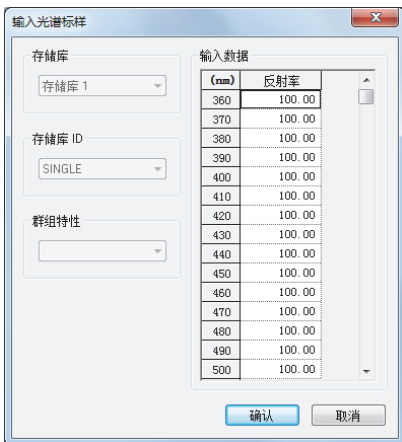 输入光谱标样
存储库
存储库 1
存储库 ID
SINGLE
群组特性
输入数据
(nm) 反射率
360 100.00
370 100.00
380 100.00
390 100.00
400 100.00
410 100.00
420 100.00
430 100.00
440 100.00
450 100.00
460 100.00
470 100.00
480 100.00
490 100.00
500 100.00
确认 取消